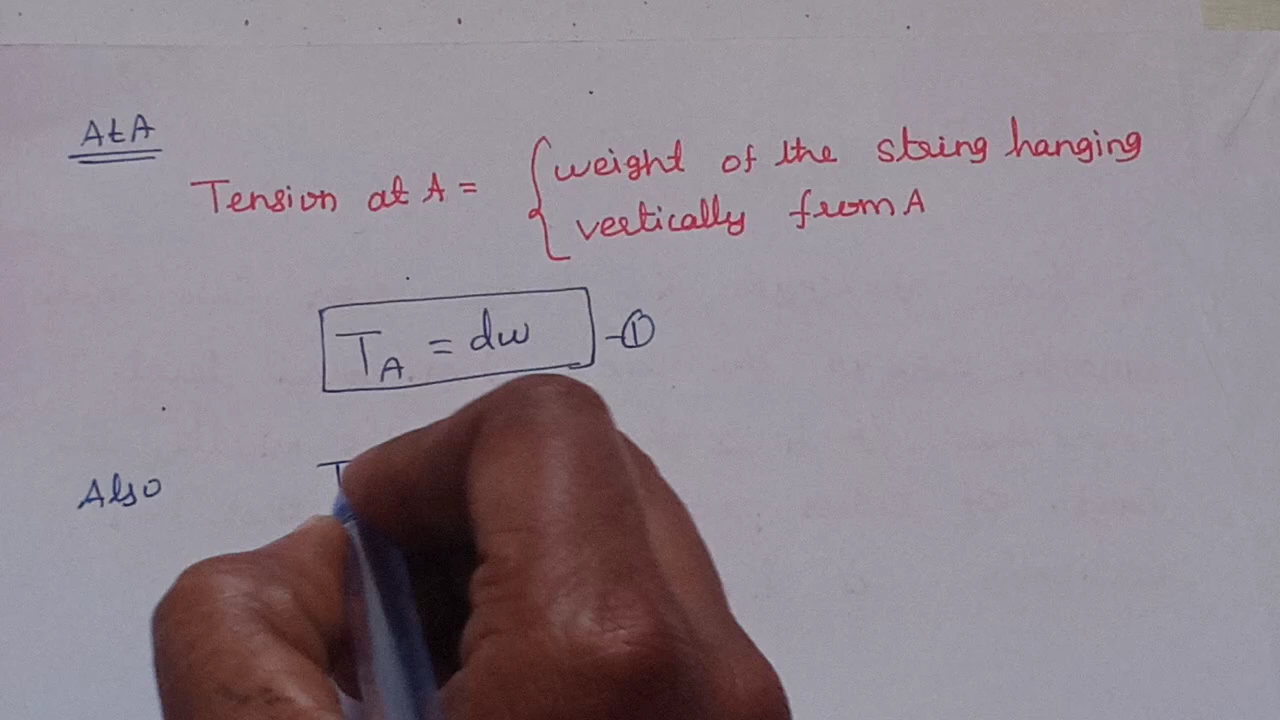 At A
Tension at A = { weight of the string hanging
vertically from A
T_A = dw -①
Also T